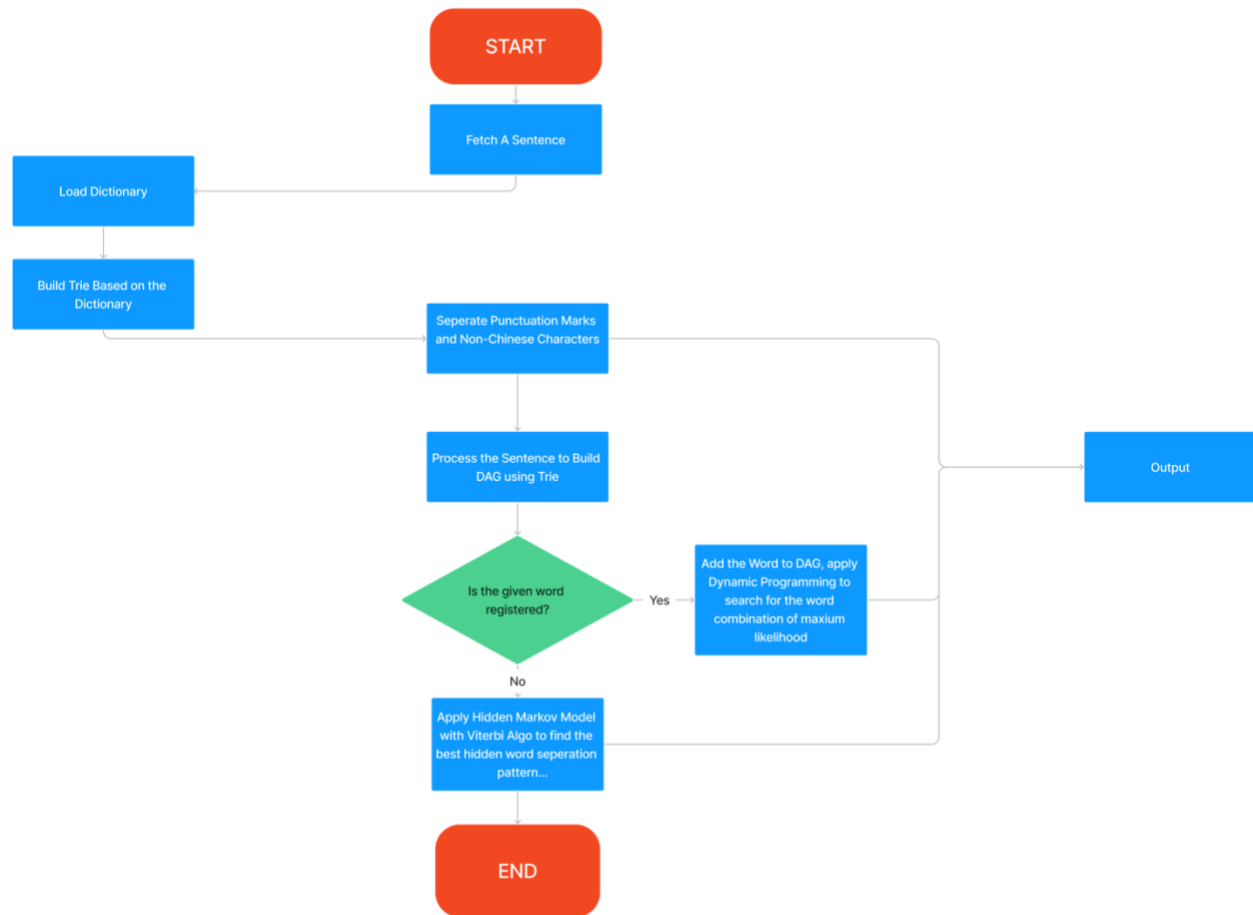 START
Fetch A Sentence
Load Dictionary
Build Trie Based on the
Dictionary
Seperate Punctuation Marks
and Non-Chinese Characters
Process the Sentence to Build
DAG using Trie
Output
Is the given word
registered?
Yes
Add the Word to DAG, apply
Dynamic Programming to
search for the word
combination of maxium
likelihood
No
Apply Hidden Markov Model
with Viterbi Algo to find the
best hidden word seperation
pattern...
END